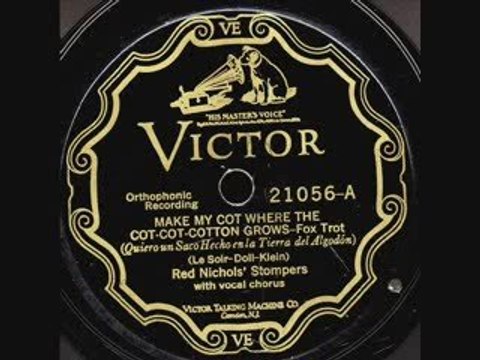 VE
"HIS MASTER'S VOICE"
VICTOR
Orthophonic
Recording
21056-A
MAKE MY COT WHERE THE
COT-COT-COTTON GROWS-Fox Trot
(Quiero un Saco Hecho en la Tierra del Algodón)
(Le Soir-Doll-Klein)
Red Nichols' Stompers
with vocal chorus
VICTOR TALKING MACHINE CO.
Camden, N.J.
VE